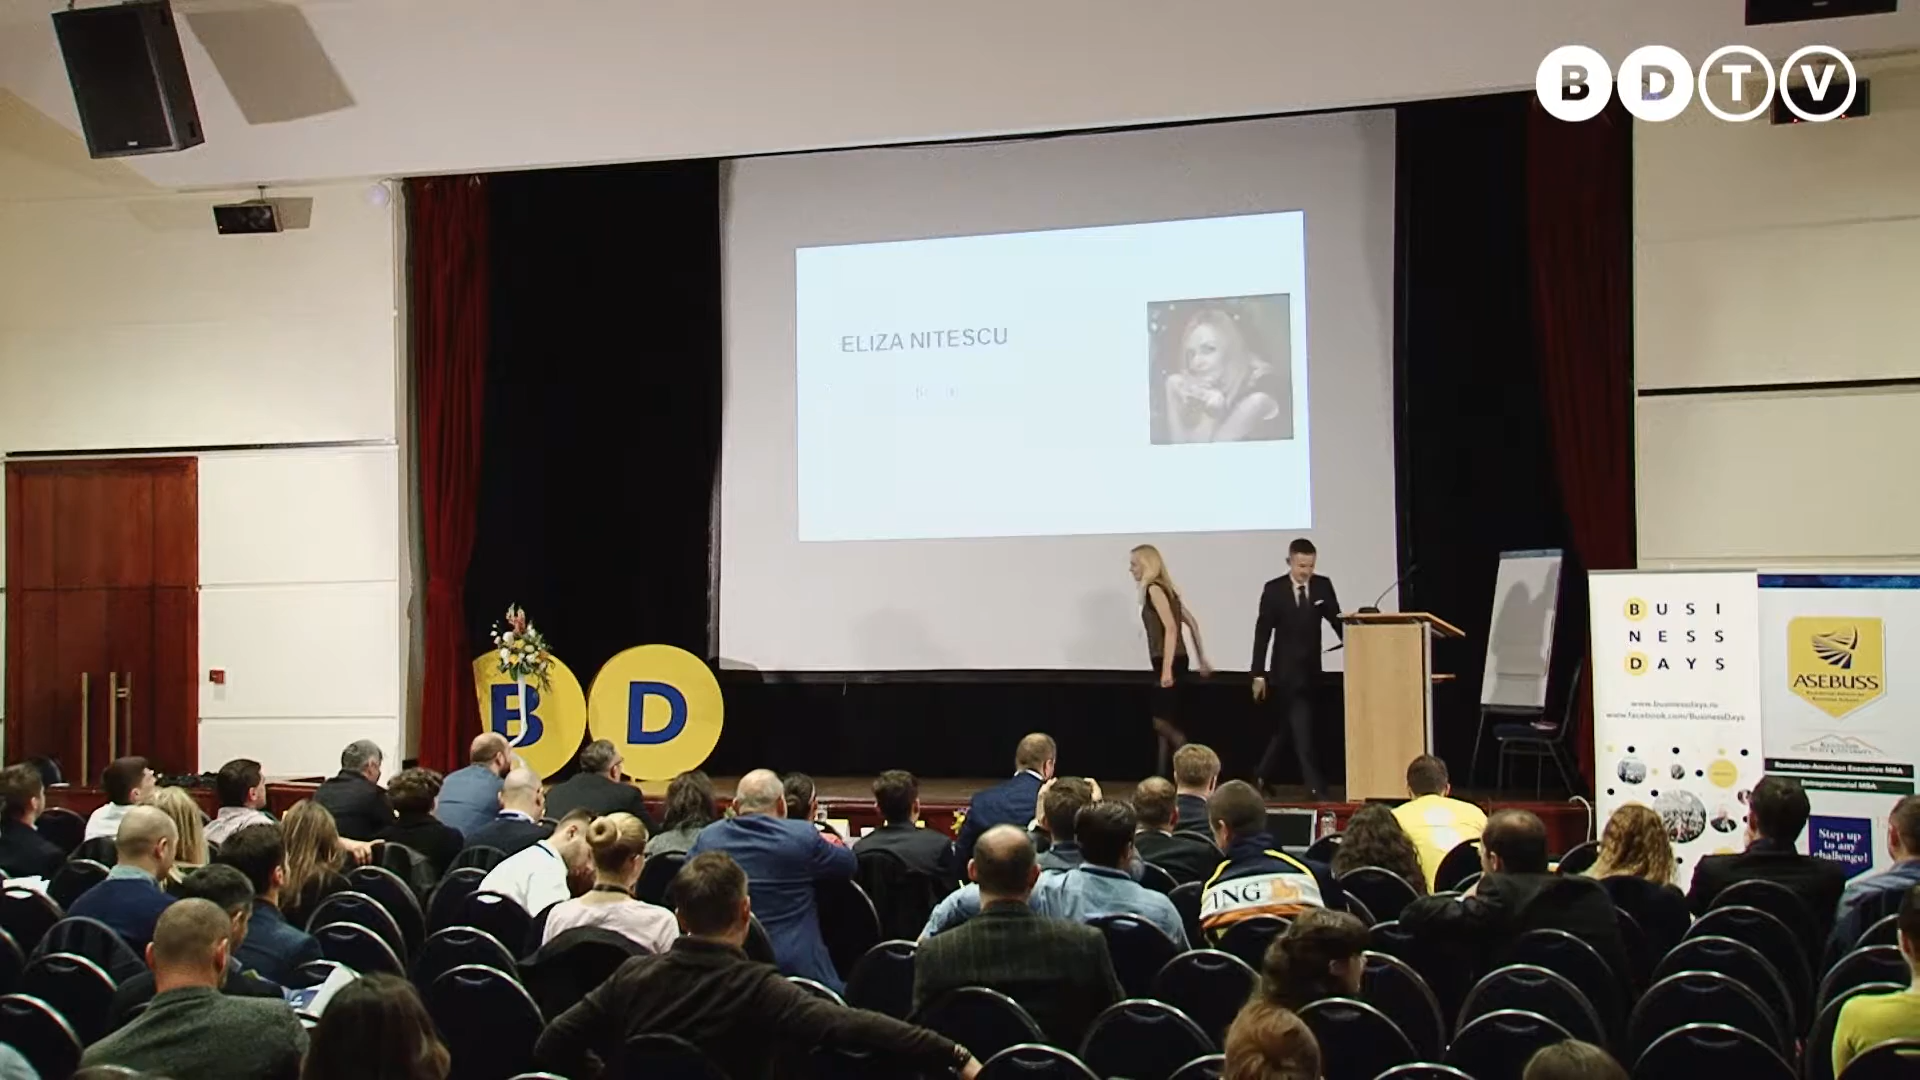 BDTV
ELIZA NITESCU
B D
BUSI
NESS
DAYS
www.businessdays.ro
www.facebook.com/BusinessDays
ASEBUSS
Romanian-American Executive MBA
Entrepreneurial MBA
Step up
to any
challenge!
ING